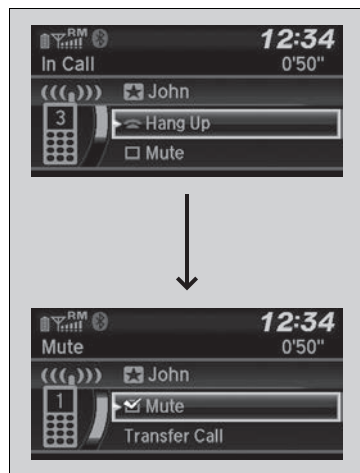 RM
12:34
In Call 0'50"
John
3
Hang Up
Mute
RM
12:34
Mute 0'50"
John
1
Mute
Transfer Call